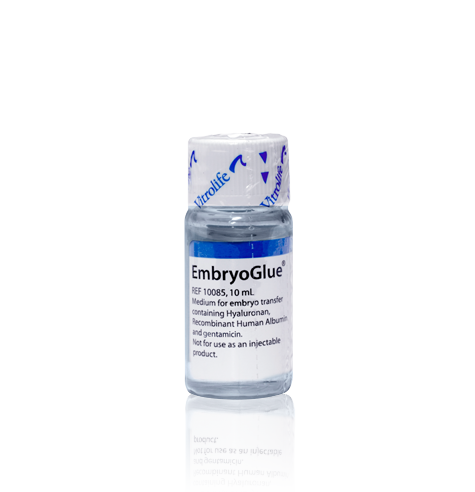 Vitrolife
Vitrolife
EmbryoGlue®
REF 10085, 10 mL
Medium for embryo transfer
containing Hyaluronan,
Recombinant Human Albumin
and gentamicin.
Not for use as an injectable
product.